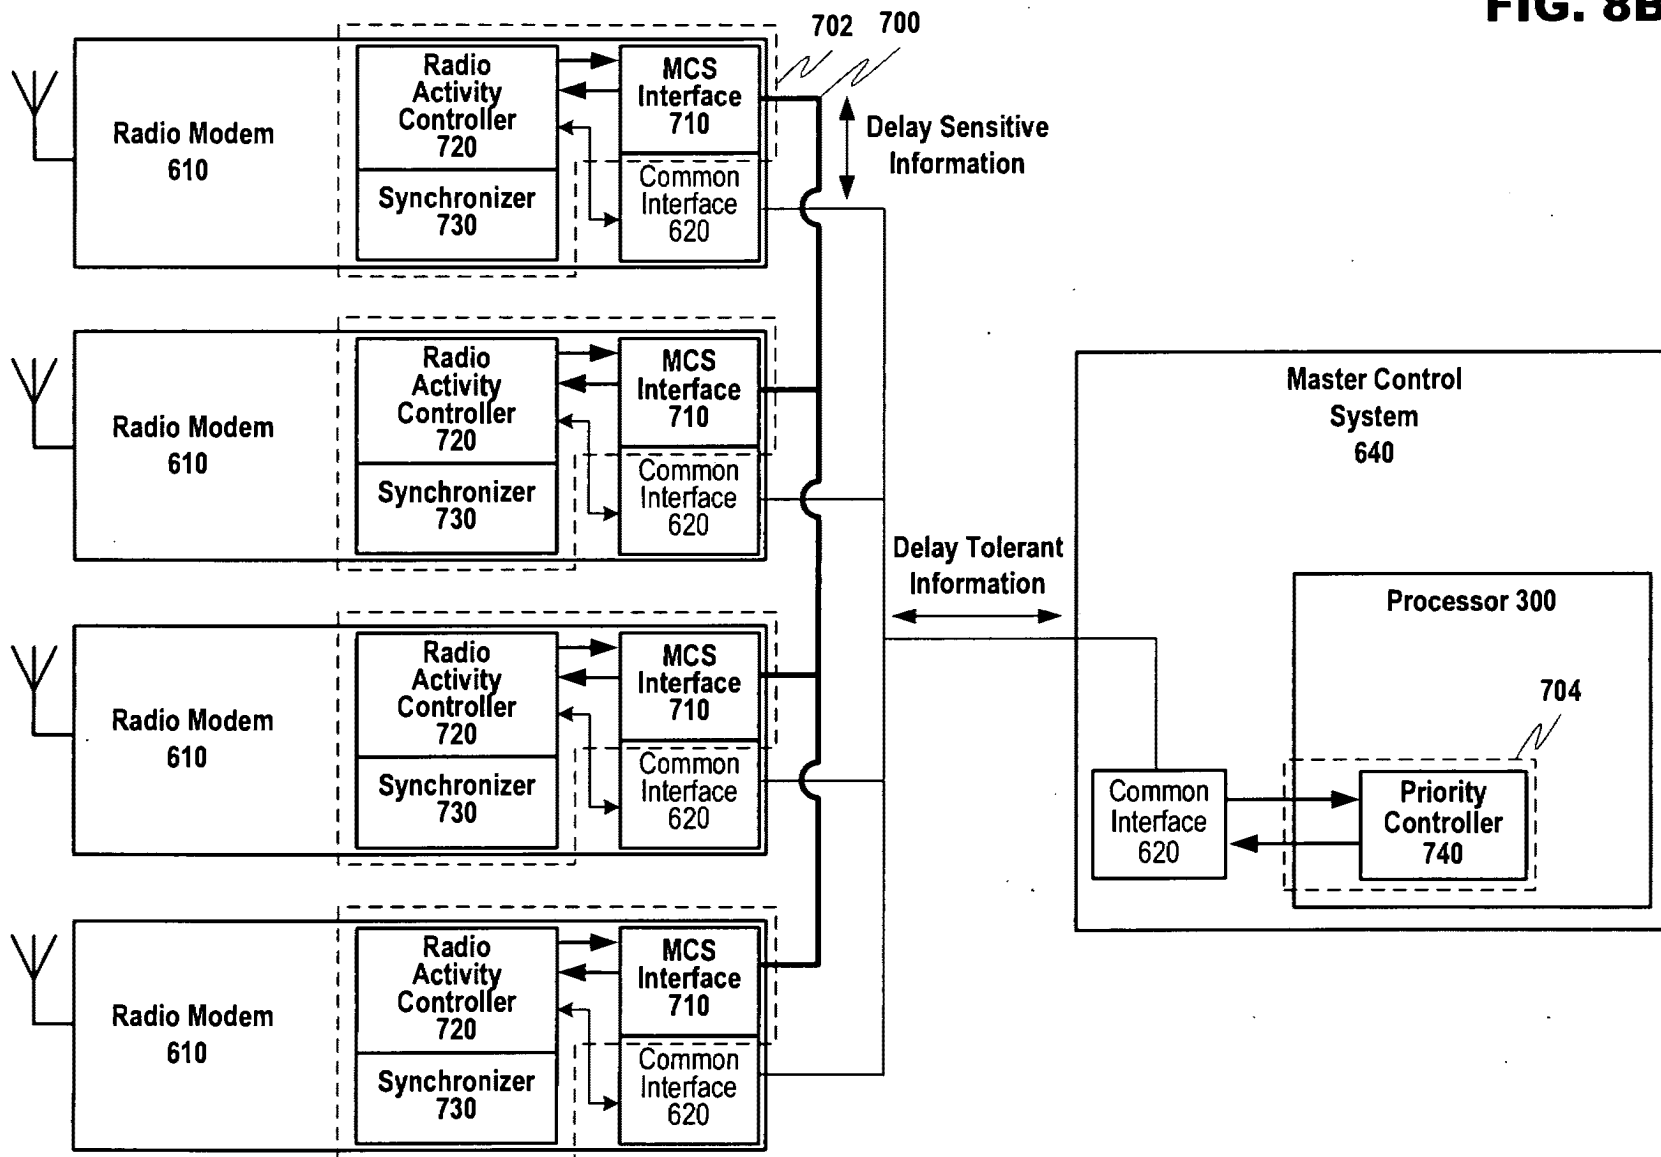 FIG. 8B
702 700
Radio
Activity
Controller
720
MCS
Interface
710
Radio Modem
610
Synchronizer
730
Common
Interface
620
Delay Sensitive
Information
Radio
Activity
Controller
720
MCS
Interface
710
Radio Modem
610
Synchronizer
730
Common
Interface
620
Master Control
System
640
Delay Tolerant
Information
Processor 300
Radio
Activity
Controller
720
MCS
Interface
710
Radio Modem
610
Synchronizer
730
Common
Interface
620
704
Common
Interface
620
Priority
Controller
740
Radio
Activity
Controller
720
MCS
Interface
710
Radio Modem
610
Synchronizer
730
Common
Interface
620